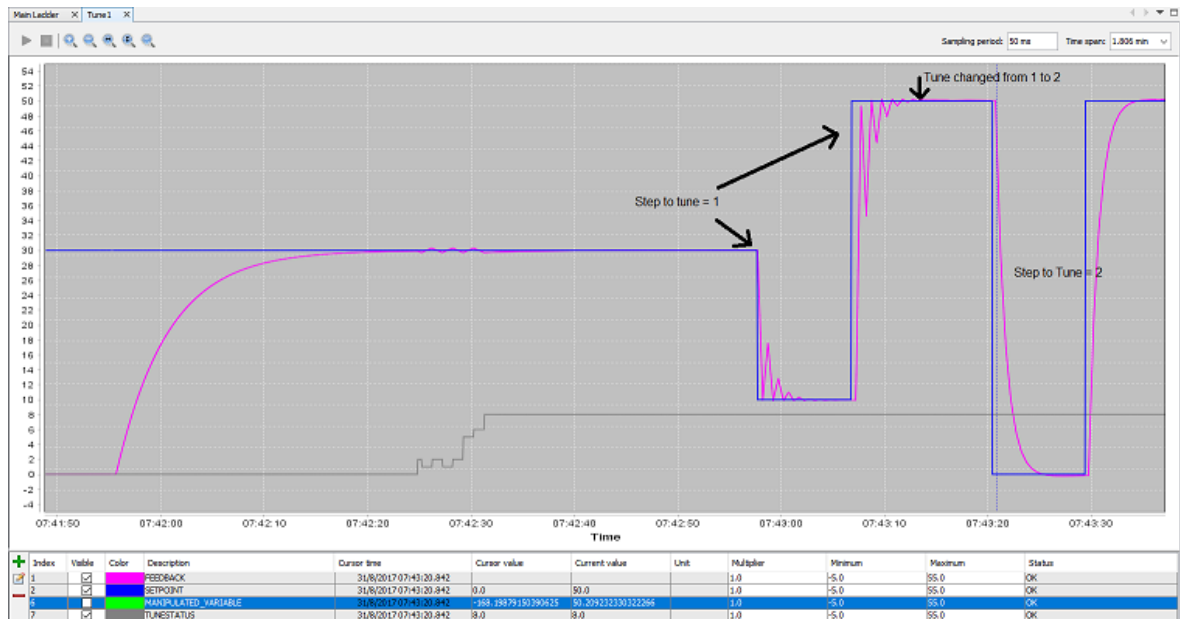 Main Ladder X Tune1 X
Sampling period: 50 ms Time span: 1.806 min
54
52
50
48
46
44
42
40
38
36
34
32
30
28
26
24
22
20
18
16
14
12
10
8
6
4
2
0
-2
-4
Tune changed from 1 to 2
Step to tune = 1
Step to Tune = 2
07:41:50 07:42:00 07:42:10 07:42:20 07:42:30 07:42:40 07:42:50 07:43:00 07:43:10 07:43:20 07:43:30
Time
Index Visible Color Description Cursor time Cursor value Current value Unit Multiplier Minimum Maximum Status
1 FEEDBACK 31/8/2017 07:43:20.842 1.0 -5.0 55.0 OK
2 SETPOINT 31/8/2017 07:43:20.842 0.0 50.0 1.0 -5.0 55.0 OK
6 MANIPULATED_VARIABLE 31/8/2017 07:43:20.842 -168.19879150390625 50.209232330322266 1.0 -5.0 55.0 OK
7 TUNESTATUS 31/8/2017 07:43:20.842 8.0 8.0 1.0 -5.0 55.0 OK